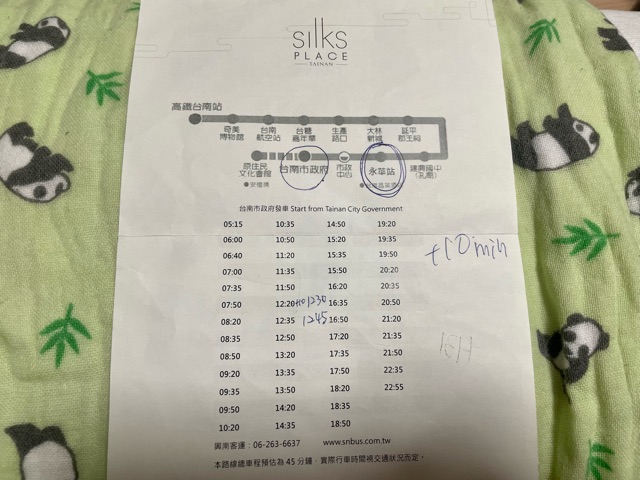 silks
PLACE
TAINAN
高鐵台南站
奇美博物館 台南航空站 台糖嘉年華 生產路口 大林新城 延平郡王祠
原住民文化會館 台南市政府 市政中心 永華站 建興國中(孔廟)
台南市政府發車 Start from Tainan City Government
05:15 10:35 14:50 19:20
06:00 10:50 15:20 19:35
06:40 11:20 15:35 19:50
+10min
07:00 11:35 15:50 20:20
07:35 11:50 16:20 20:35
07:50 12:20 +10 1230 16:35 20:50
08:20 12:35 1245 16:50 21:20
08:35 12:50 17:20 21:35
08:50 13:20 17:35 21:50
09:20 13:35 17:50 22:35
09:35 13:50 18:20 22:55
09:50 14:20 18:35
10:20 14:35 18:50
興南客運：06-263-6637 www.snbus.com.tw
本路線總車程預估為 45 分鐘，實際行車時間視交通狀況而定。